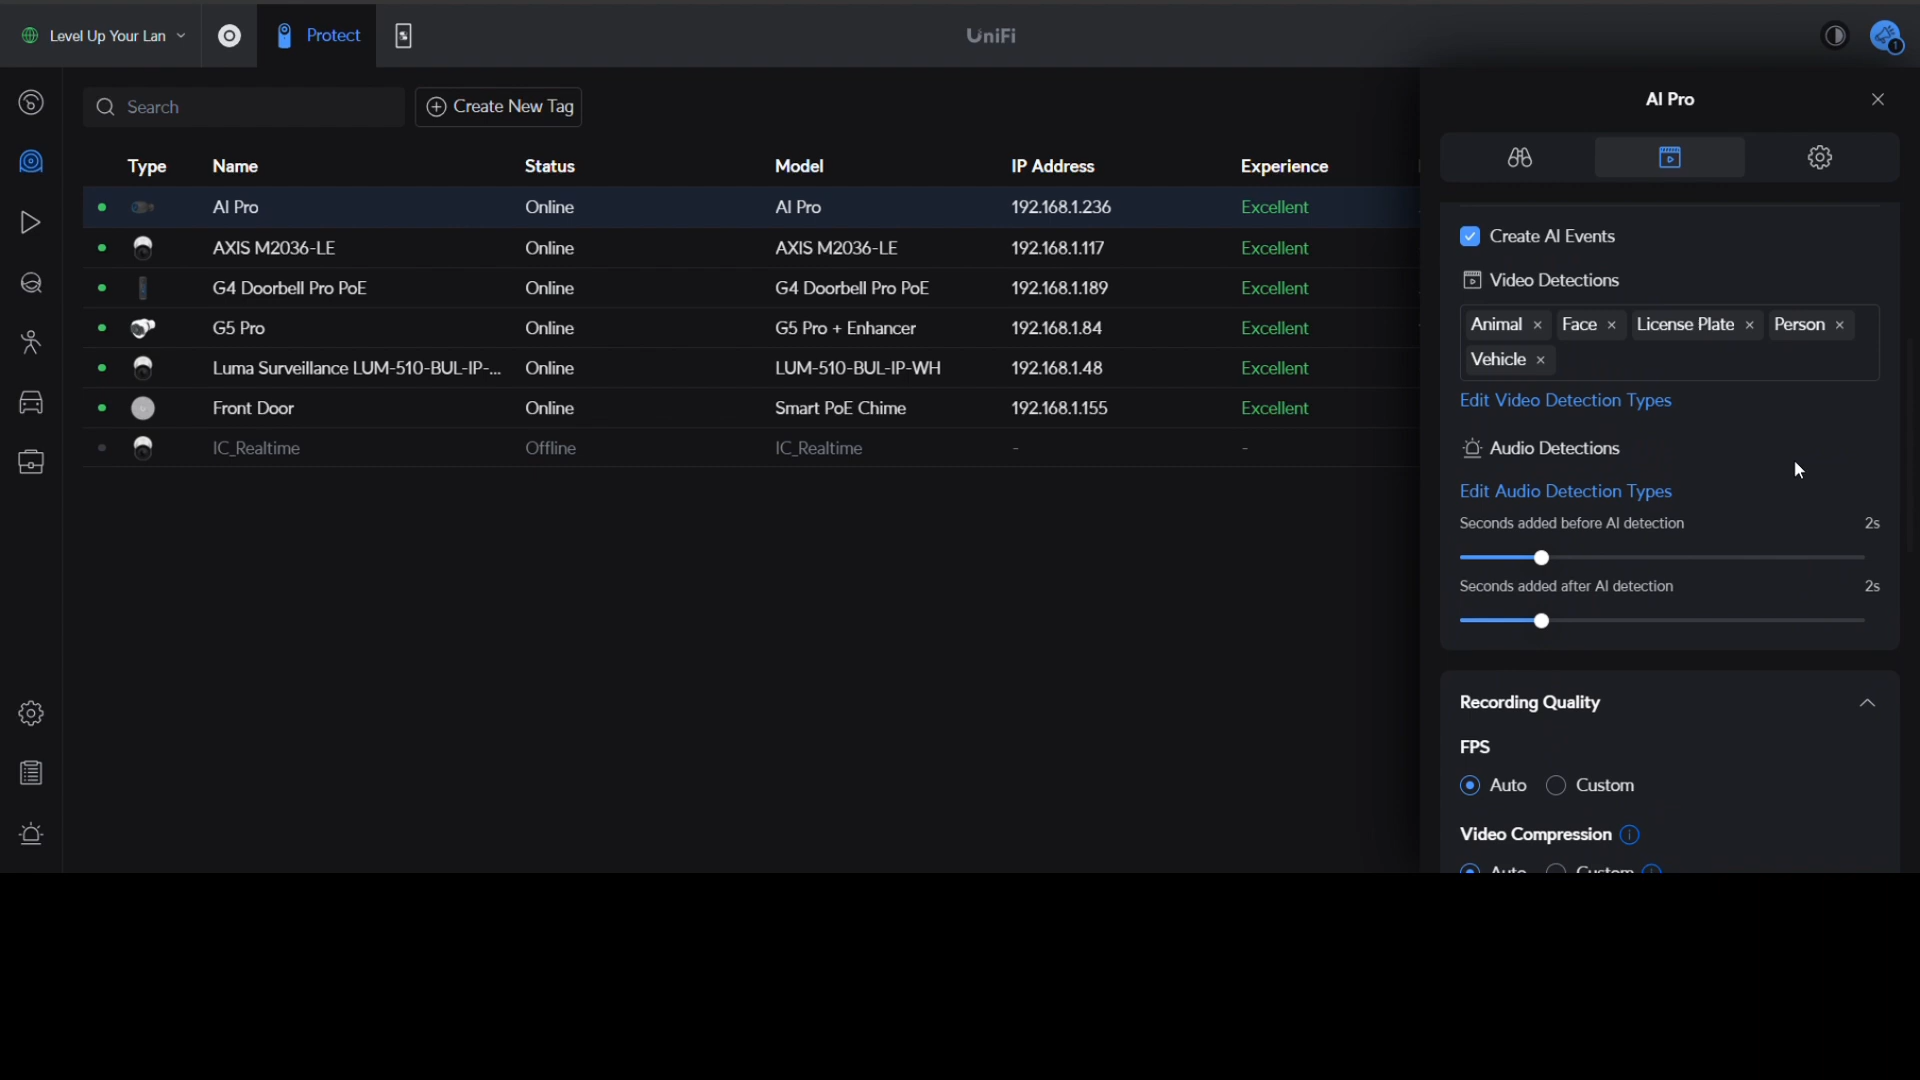 Level Up Your Lan
Protect
UniFi
1
Search
Create New Tag
Type Name Status Model IP Address Experience
AI Pro Online AI Pro 192.168.1.236 Excellent
AXIS M2036-LE Online AXIS M2036-LE 192.168.1.117 Excellent
G4 Doorbell Pro PoE Online G4 Doorbell Pro PoE 192.168.1.189 Excellent
G5 Pro Online G5 Pro + Enhancer 192.168.1.84 Excellent
Luma Surveillance LUM-510-BUL-IP-... Online LUM-510-BUL-IP-WH 192.168.1.48 Excellent
Front Door Online Smart PoE Chime 192.168.1.155 Excellent
IC_Realtime Offline IC_Realtime - -
AI Pro
Create AI Events
Video Detections
Animal × Face × License Plate × Person ×
Vehicle ×
Edit Video Detection Types
Audio Detections
Edit Audio Detection Types
Seconds added before AI detection 2s
Seconds added after AI detection 2s
Recording Quality
FPS
Auto Custom
Video Compression
Auto Custom